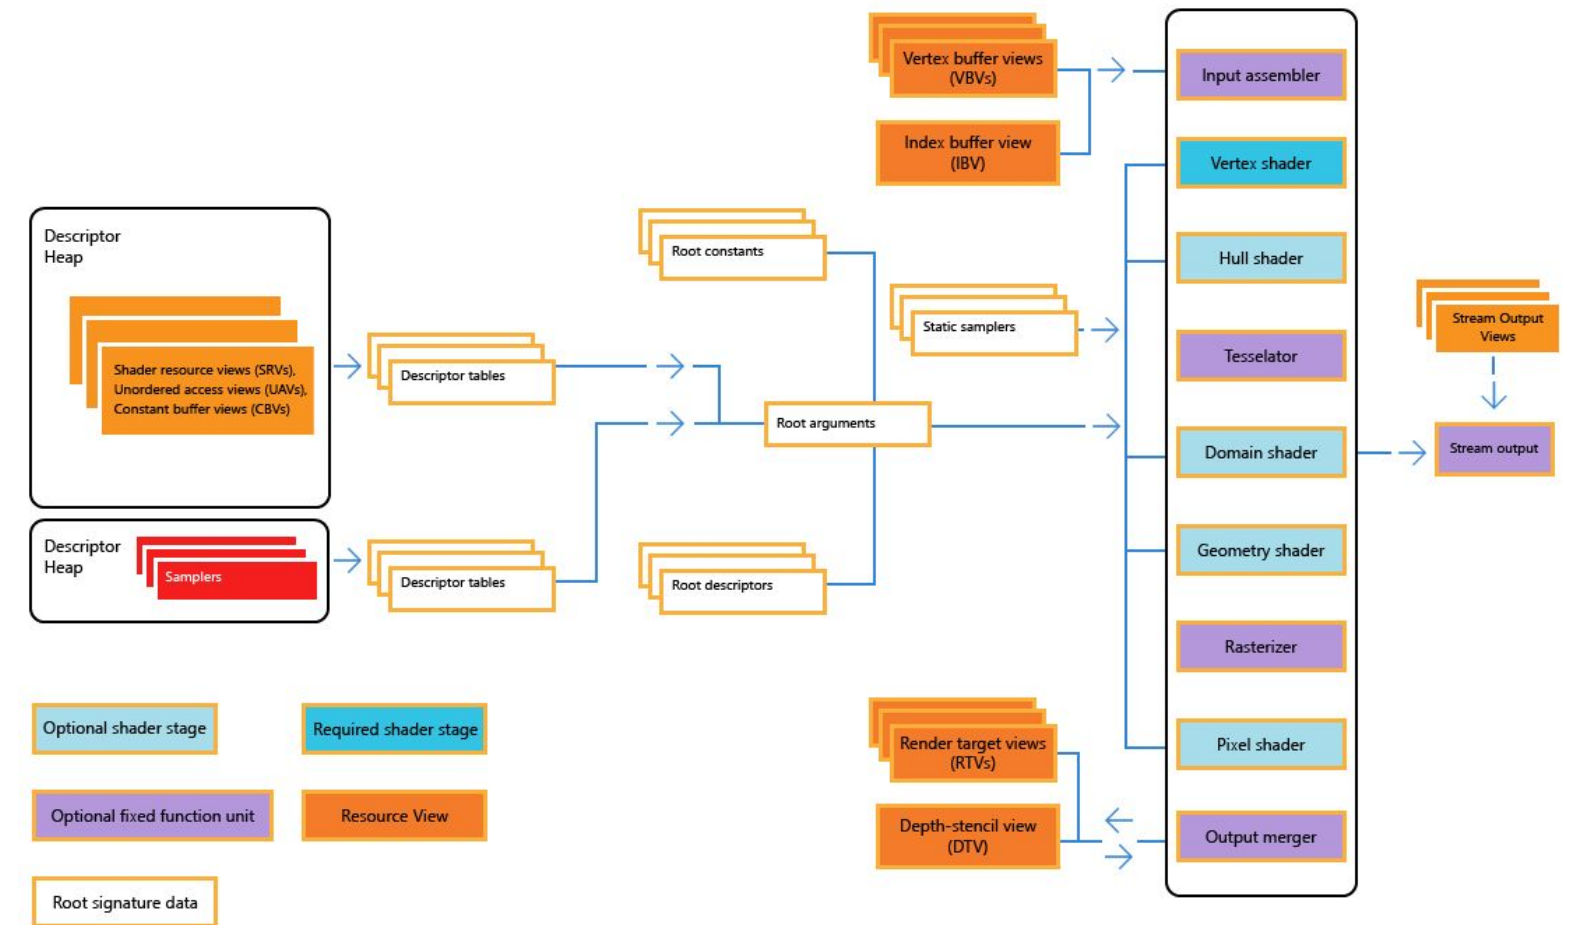 Vertex buffer views
(VBVs)
Index buffer view
(IBV)
Input assembler
Vertex shader
Hull shader
Tesselator
Domain shader
Geometry shader
Rasterizer
Pixel shader
Output merger
Descriptor
Heap
Shader resource views (SRVs),
Unordered access views (UAVs),
Constant buffer views (CBVs)
Descriptor tables
Root constants
Static samplers
Root arguments
Stream Output
Views
Stream output
Descriptor
Heap
Samplers
Descriptor tables
Root descriptors
Render target views
(RTVs)
Depth-stencil view
(DTV)
Optional shader stage
Required shader stage
Optional fixed function unit
Resource View
Root signature data